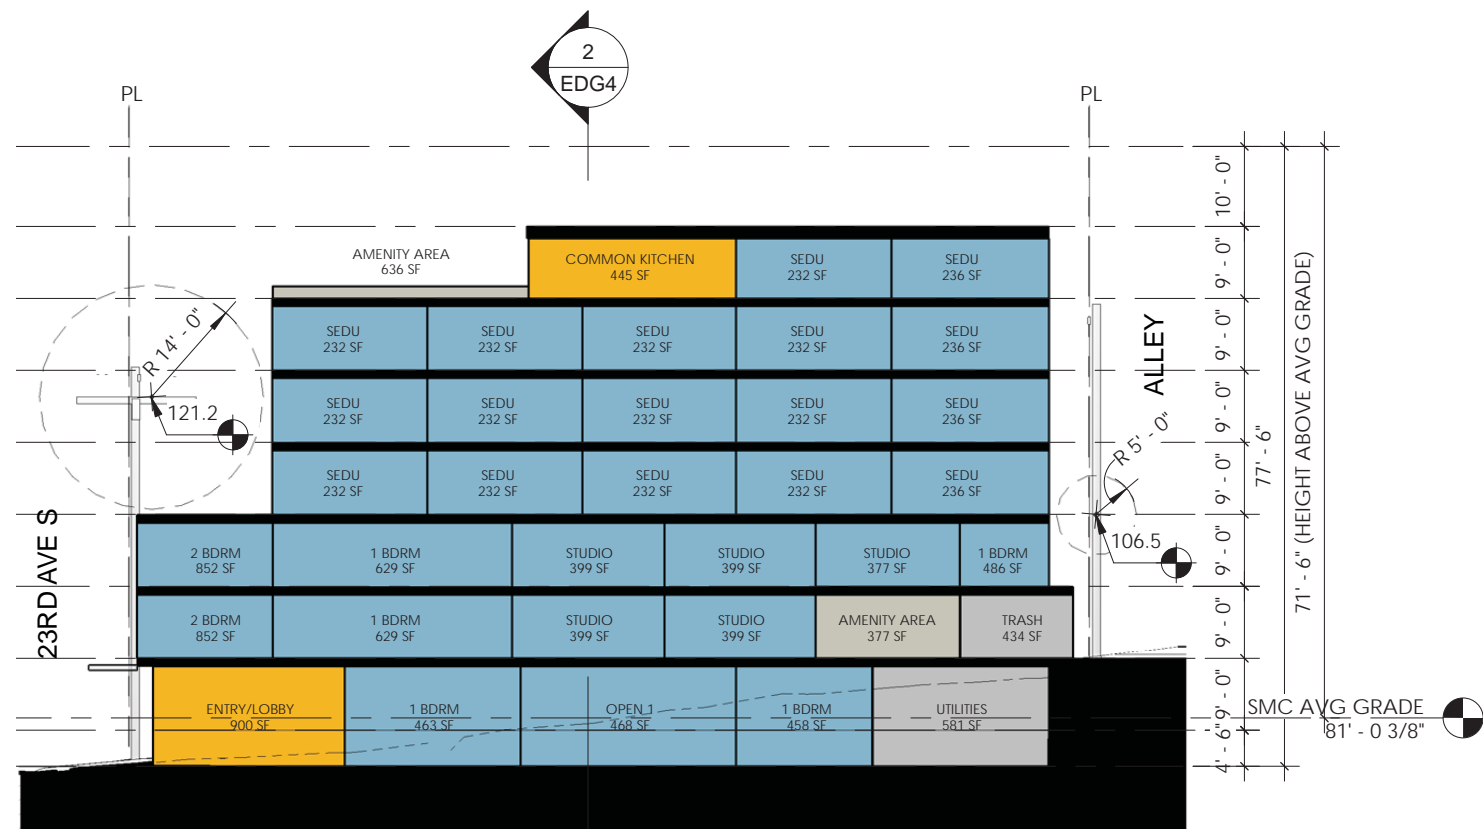 2
EDG4
PL
PL
10' - 0"
AMENITY AREA
636 SF
COMMON KITCHEN
445 SF
SEDU
232 SF
SEDU
236 SF
9' - 0"
SEDU
232 SF
SEDU
232 SF
SEDU
232 SF
SEDU
232 SF
SEDU
236 SF
9' - 0"
R 14' - 0"
121.2
ALLEY
SEDU
232 SF
SEDU
232 SF
SEDU
232 SF
SEDU
232 SF
SEDU
236 SF
9' - 0"
SEDU
232 SF
SEDU
232 SF
SEDU
232 SF
SEDU
232 SF
SEDU
236 SF
9' - 0"
R 5' - 0"
106.5
77' - 6"
71' - 6" (HEIGHT ABOVE AVG GRADE)
23RD AVE S
2 BDRM
852 SF
1 BDRM
629 SF
STUDIO
399 SF
STUDIO
399 SF
STUDIO
377 SF
1 BDRM
486 SF
9' - 0"
2 BDRM
852 SF
1 BDRM
629 SF
STUDIO
399 SF
STUDIO
399 SF
AMENITY AREA
377 SF
TRASH
434 SF
9' - 0"
ENTRY/LOBBY
900 SF
1 BDRM
463 SF
OPEN 1
468 SF
1 BDRM
458 SF
UTILITIES
581 SF
9' - 0"
4' - 6"
SMC AVG GRADE
81' - 0 3/8"